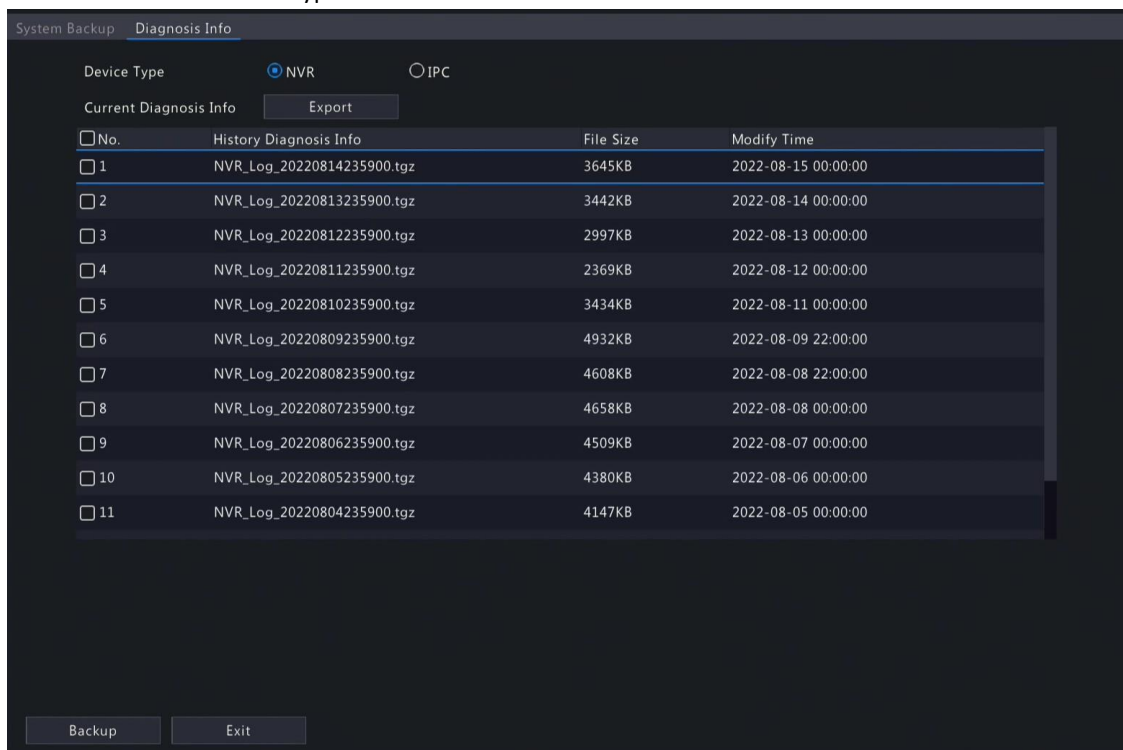 System Backup Diagnosis Info
Device Type NVR IPC
Current Diagnosis Info Export
No. History Diagnosis Info File Size Modify Time
1 NVR_Log_20220814235900.tgz 3645KB 2022-08-15 00:00:00
2 NVR_Log_20220813235900.tgz 3442KB 2022-08-14 00:00:00
3 NVR_Log_20220812235900.tgz 2997KB 2022-08-13 00:00:00
4 NVR_Log_20220811235900.tgz 2369KB 2022-08-12 00:00:00
5 NVR_Log_20220810235900.tgz 3434KB 2022-08-11 00:00:00
6 NVR_Log_20220809235900.tgz 4932KB 2022-08-09 22:00:00
7 NVR_Log_20220808235900.tgz 4608KB 2022-08-08 22:00:00
8 NVR_Log_20220807235900.tgz 4658KB 2022-08-08 00:00:00
9 NVR_Log_20220806235900.tgz 4509KB 2022-08-07 00:00:00
10 NVR_Log_20220805235900.tgz 4380KB 2022-08-06 00:00:00
11 NVR_Log_20220804235900.tgz 4147KB 2022-08-05 00:00:00
Backup Exit